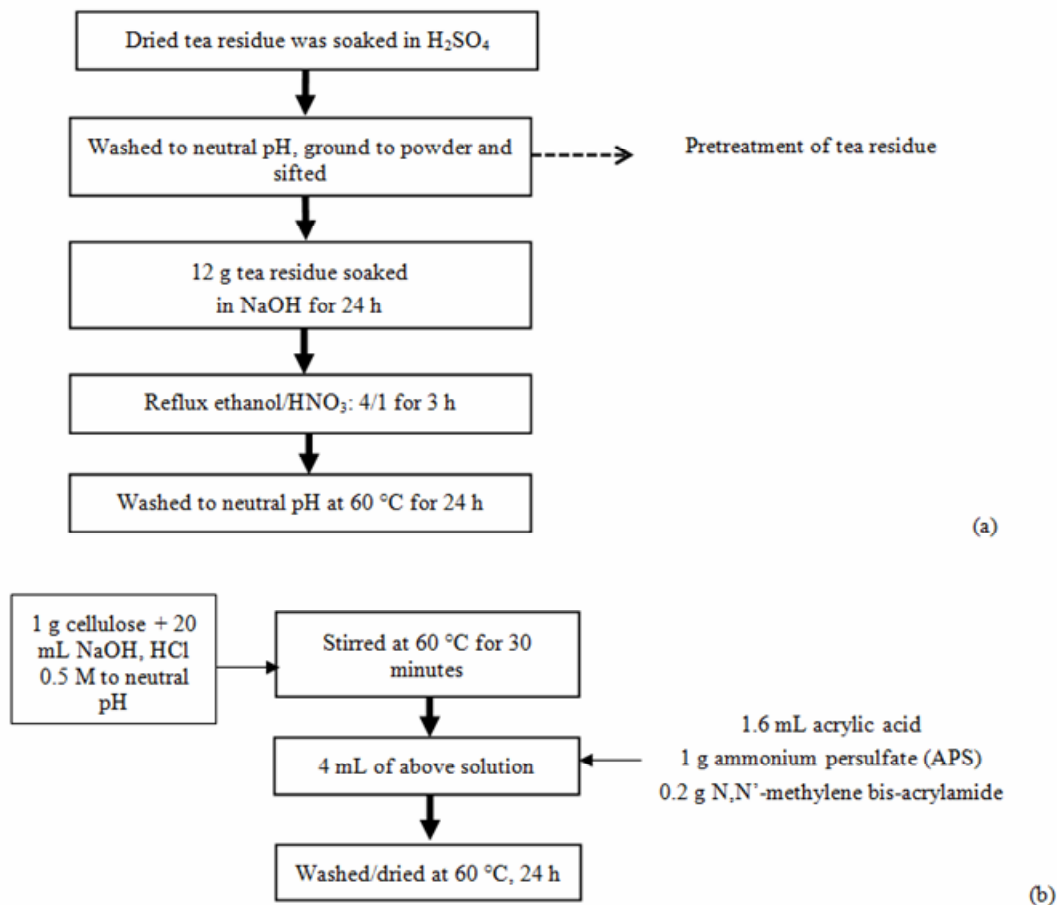 Dried tea residue was soaked in H₂SO₄
Washed to neutral pH, ground to powder and
sifted
Pretreatment of tea residue
12 g tea residue soaked
in NaOH for 24 h
Reflux ethanol/HNO₃: 4/1 for 3 h
Washed to neutral pH at 60 °C for 24 h
(a)
1 g cellulose + 20
mL NaOH, HCl
0.5 M to neutral
pH
Stirred at 60 °C for 30
minutes
4 mL of above solution
1.6 mL acrylic acid
1 g ammonium persulfate (APS)
0.2 g N,N’-methylene bis-acrylamide
Washed/dried at 60 °C, 24 h
(b)